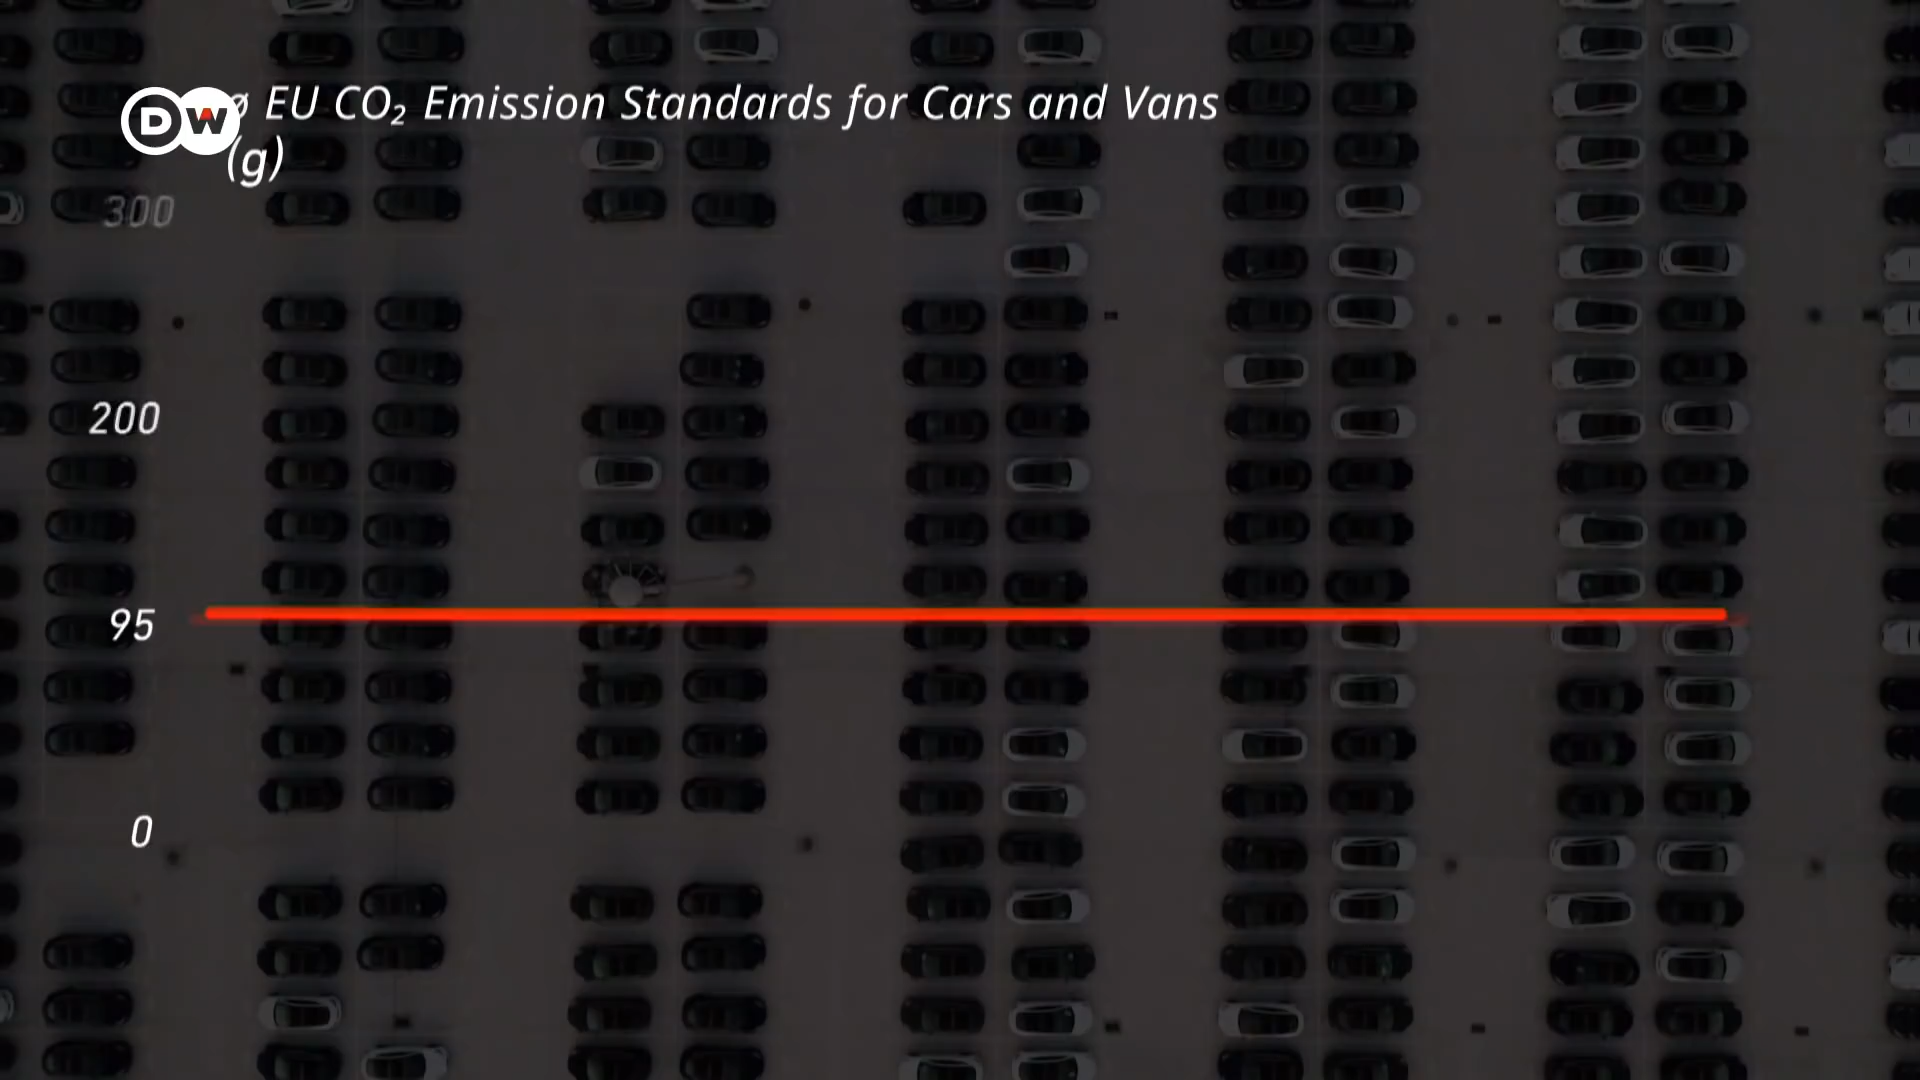 DW
ø EU CO₂ Emission Standards for Cars and Vans
(g)
300
200
95
0